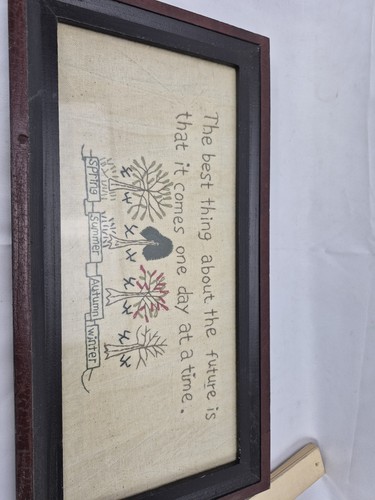 The best thing about the future is
that it comes one day at a time.
Spring Summer Autumn winter